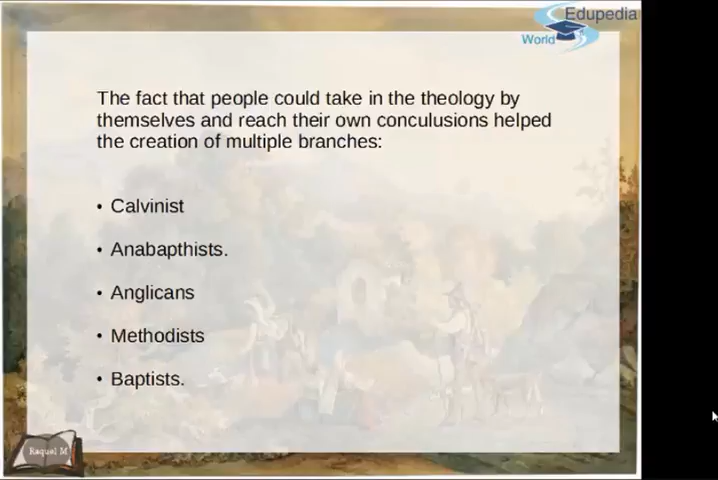 Edupedia
World
The fact that people could take in the theology by
themselves and reach their own conculusions helped
the creation of multiple branches:
• Calvinist
• Anabapthists.
• Anglicans
• Methodists
• Baptists.
Raquel M